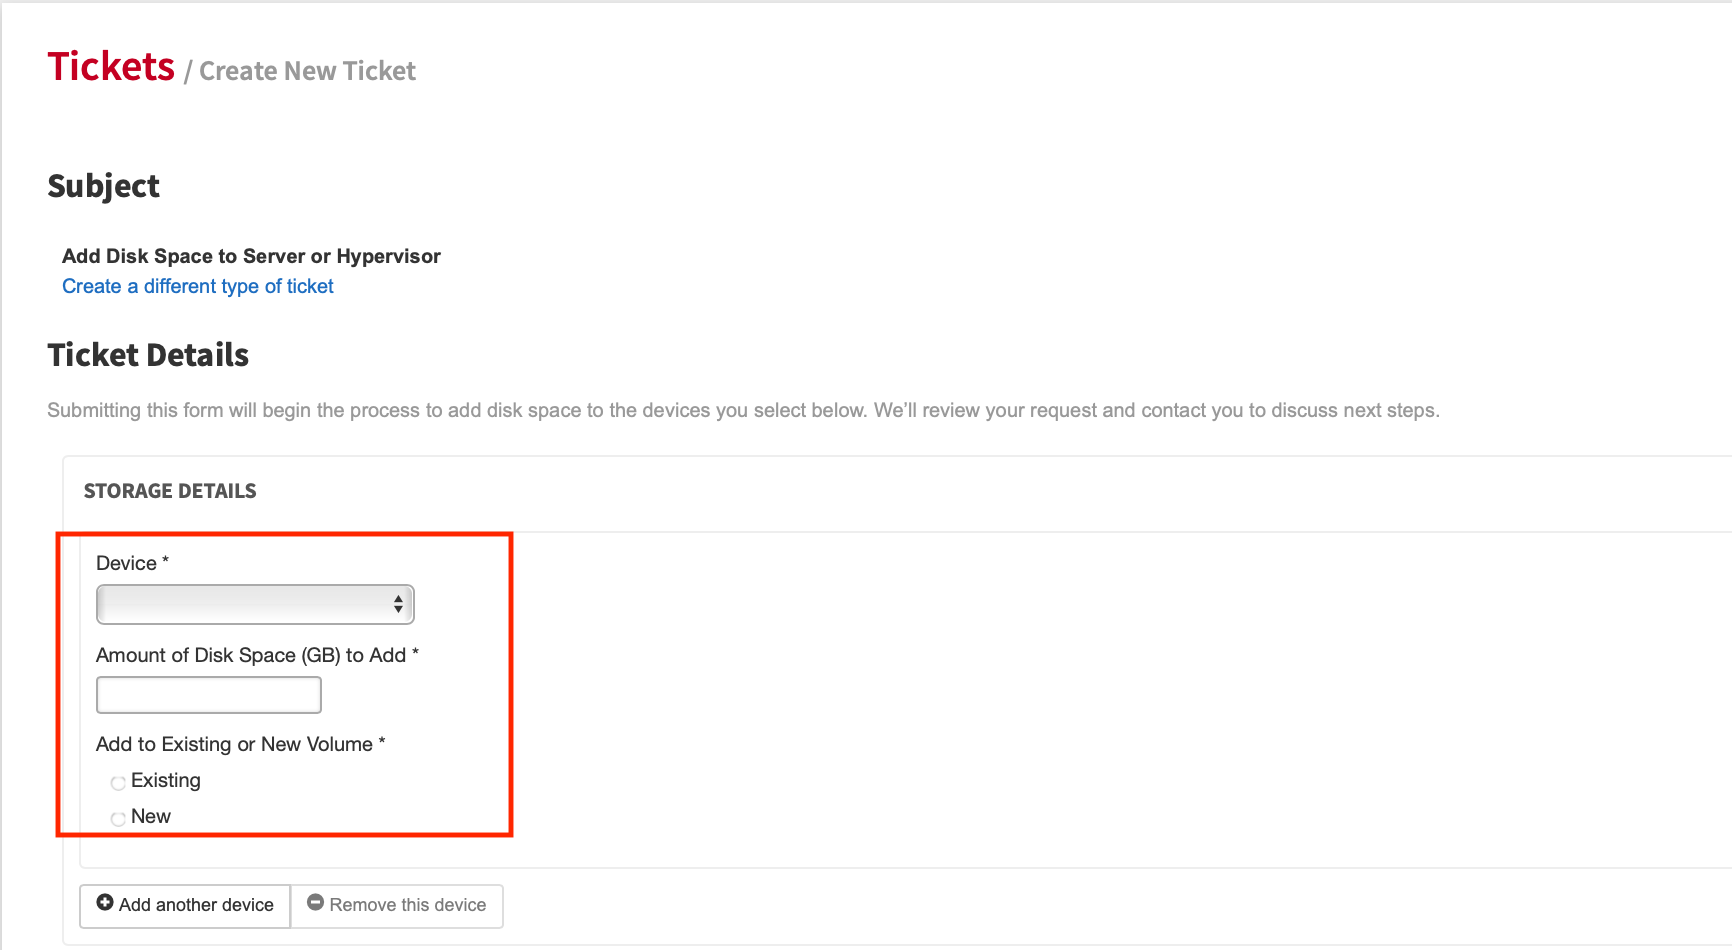 Tickets / Create New Ticket
Subject
Add Disk Space to Server or Hypervisor
Create a different type of ticket
Ticket Details
Submitting this form will begin the process to add disk space to the devices you select below. We’ll review your request and contact you to discuss next steps.
STORAGE DETAILS
Device *
Amount of Disk Space (GB) to Add *
Add to Existing or New Volume *
Existing
New
Add another device Remove this device